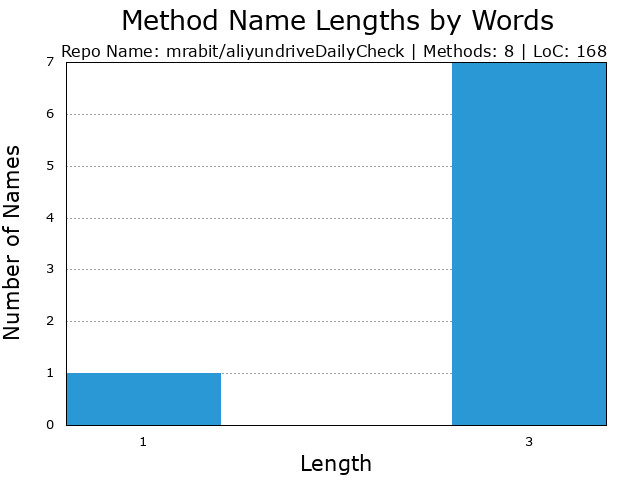 Method Name Lengths by Words
Repo Name: mrabit/aliyundriveDailyCheck | Methods: 8 | LoC: 168
Number of Names
7
6
5
4
3
2
1
0
1 3
Length